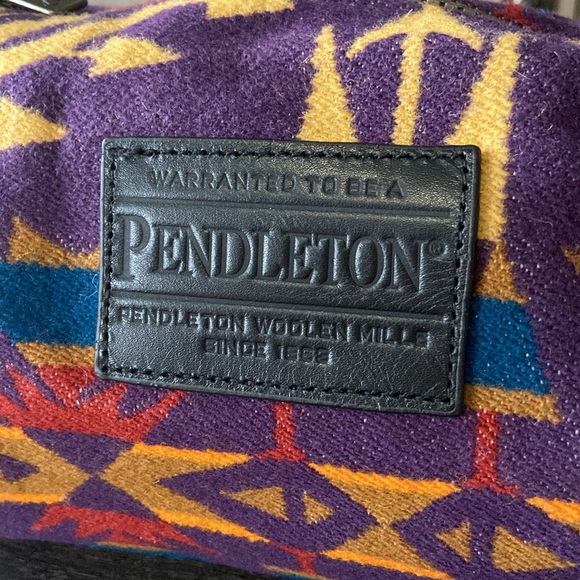 WARRANTED TO BE A
PENDLETON®
PENDLETON WOOLEN MILLS
SINCE 1863